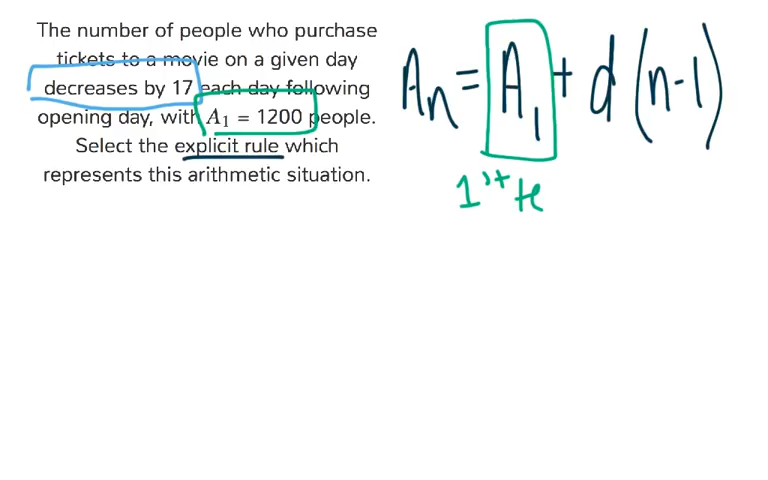 The number of people who purchase
tickets to a movie on a given day
decreases by 17 each day following
opening day, with A₁ = 1200 people.
Select the explicit rule which
represents this arithmetic situation.
Aₙ = A₁ + d(n-1)
1st te